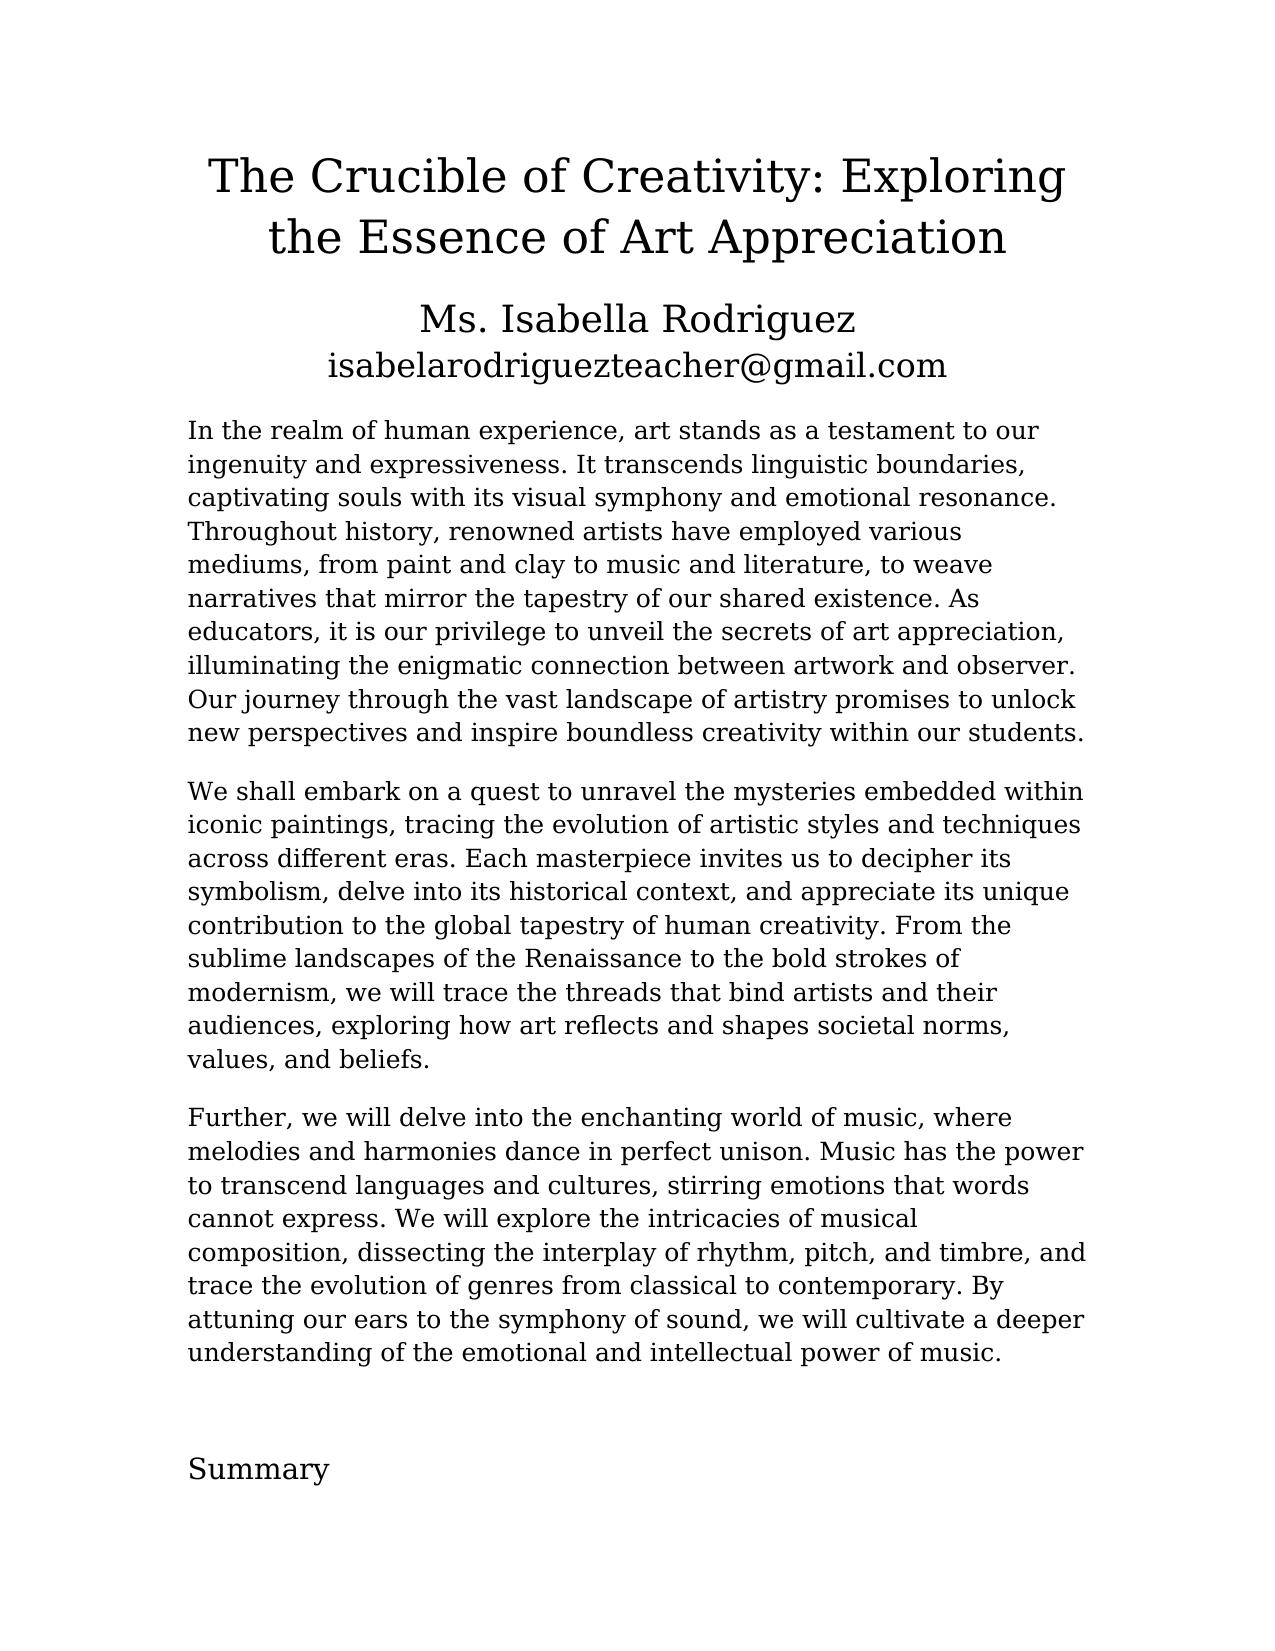 The Crucible of Creativity: Exploring
the Essence of Art Appreciation
Ms. Isabella Rodriguez
isabelarodriguezteacher@gmail.com
In the realm of human experience, art stands as a testament to our
ingenuity and expressiveness. It transcends linguistic boundaries,
captivating souls with its visual symphony and emotional resonance.
Throughout history, renowned artists have employed various
mediums, from paint and clay to music and literature, to weave
narratives that mirror the tapestry of our shared existence. As
educators, it is our privilege to unveil the secrets of art appreciation,
illuminating the enigmatic connection between artwork and observer.
Our journey through the vast landscape of artistry promises to unlock
new perspectives and inspire boundless creativity within our students.
We shall embark on a quest to unravel the mysteries embedded within
iconic paintings, tracing the evolution of artistic styles and techniques
across different eras. Each masterpiece invites us to decipher its
symbolism, delve into its historical context, and appreciate its unique
contribution to the global tapestry of human creativity. From the
sublime landscapes of the Renaissance to the bold strokes of
modernism, we will trace the threads that bind artists and their
audiences, exploring how art reflects and shapes societal norms,
values, and beliefs.
Further, we will delve into the enchanting world of music, where
melodies and harmonies dance in perfect unison. Music has the power
to transcend languages and cultures, stirring emotions that words
cannot express. We will explore the intricacies of musical
composition, dissecting the interplay of rhythm, pitch, and timbre, and
trace the evolution of genres from classical to contemporary. By
attuning our ears to the symphony of sound, we will cultivate a deeper
understanding of the emotional and intellectual power of music.
Summary